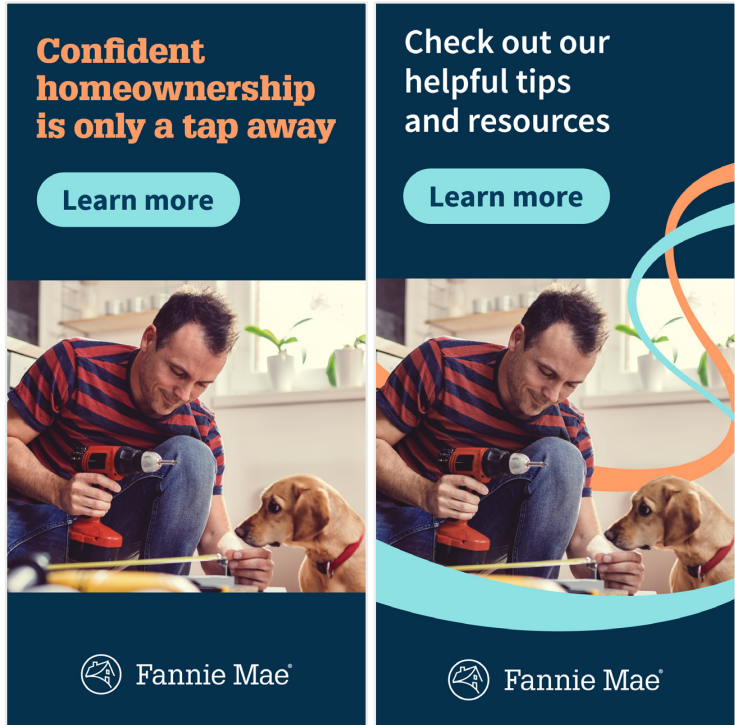 Confident
homeownership
is only a tap away
Learn more
Fannie Mae®
Check out our
helpful tips
and resources
Learn more
Fannie Mae®